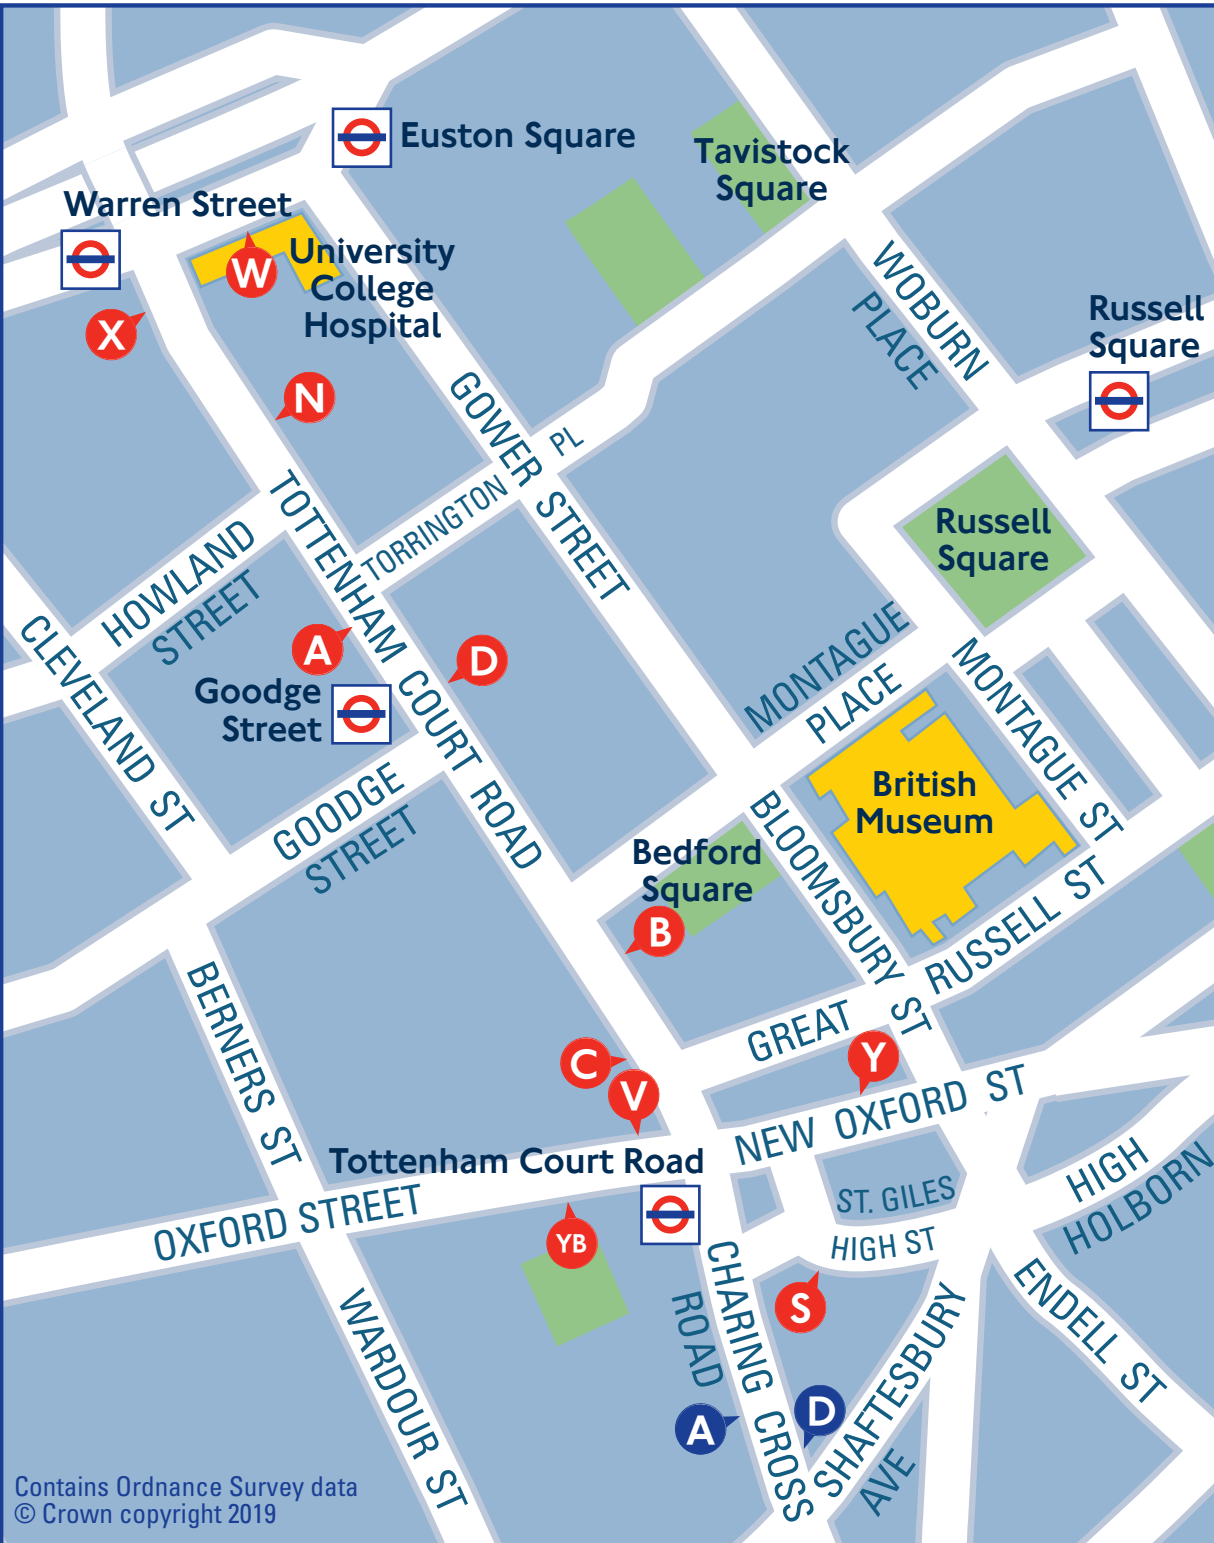 Euston Square
Tavistock
Square
Warren Street
University
College
Hospital
W
X
N
WOBURN
PLACE
Russell
Square
GOWER STREET
TORRINGTON PL
TOTTENHAM COURT ROAD
HOWLAND
STREET
CLEVELAND ST
Russell
Square
A
D
Goodge
Street
MONTAGUE
PLACE
MONTAGUE ST
GOODGE
STREET
British
Museum
Bedford
Square
BLOOMSBURY ST
B
GREAT RUSSELL ST
BERNERS ST
C
V
Y
NEW OXFORD ST
Tottenham Court Road
OXFORD STREET
ST. GILES
HIGH ST
HIGH
HOLBORN
YB
S
CHARING CROSS
ROAD
ENDELL ST
WARDOUR ST
SHAFTESBURY
AVE
A
D
Contains Ordnance Survey data
© Crown copyright 2019